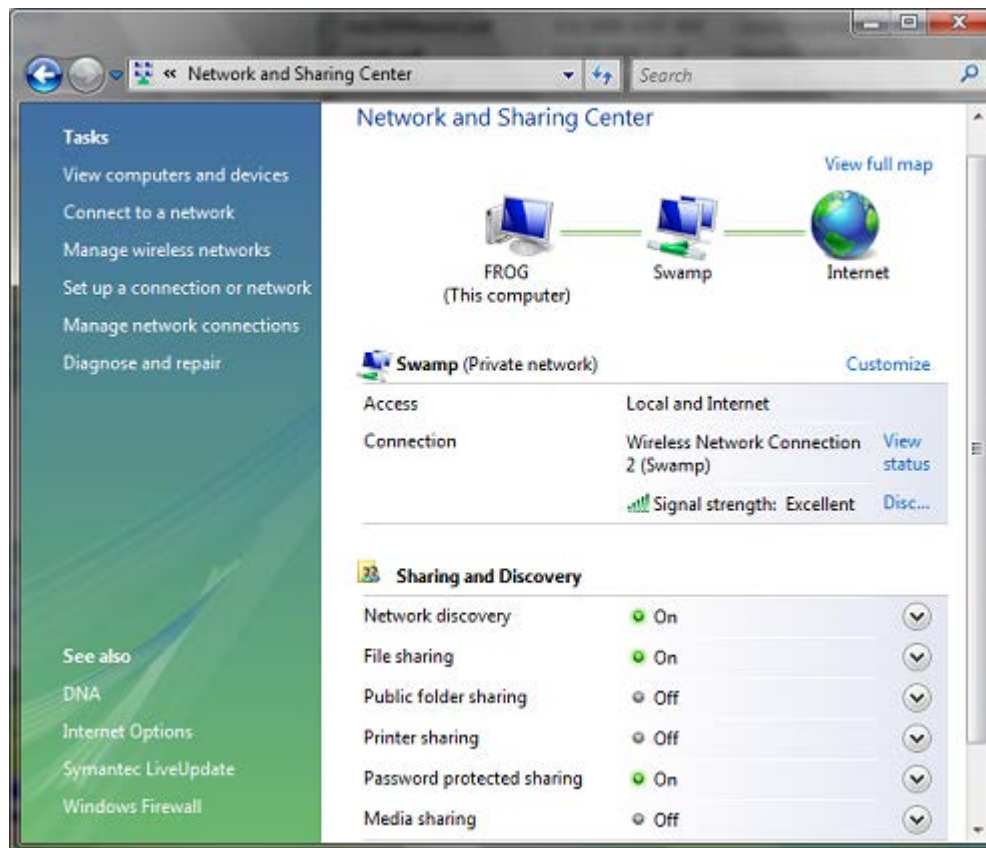 « Network and Sharing Center
Search
Tasks
View computers and devices
Connect to a network
Manage wireless networks
Set up a connection or network
Manage network connections
Diagnose and repair
See also
DNA
Internet Options
Symantec LiveUpdate
Windows Firewall
Network and Sharing Center
View full map
FROG
(This computer)
Swamp
Internet
Swamp (Private network)
Customize
Access
Local and Internet
Connection
Wireless Network Connection
2 (Swamp)
View
status
Signal strength: Excellent
Disc...
Sharing and Discovery
Network discovery
On
File sharing
On
Public folder sharing
Off
Printer sharing
Off
Password protected sharing
On
Media sharing
Off